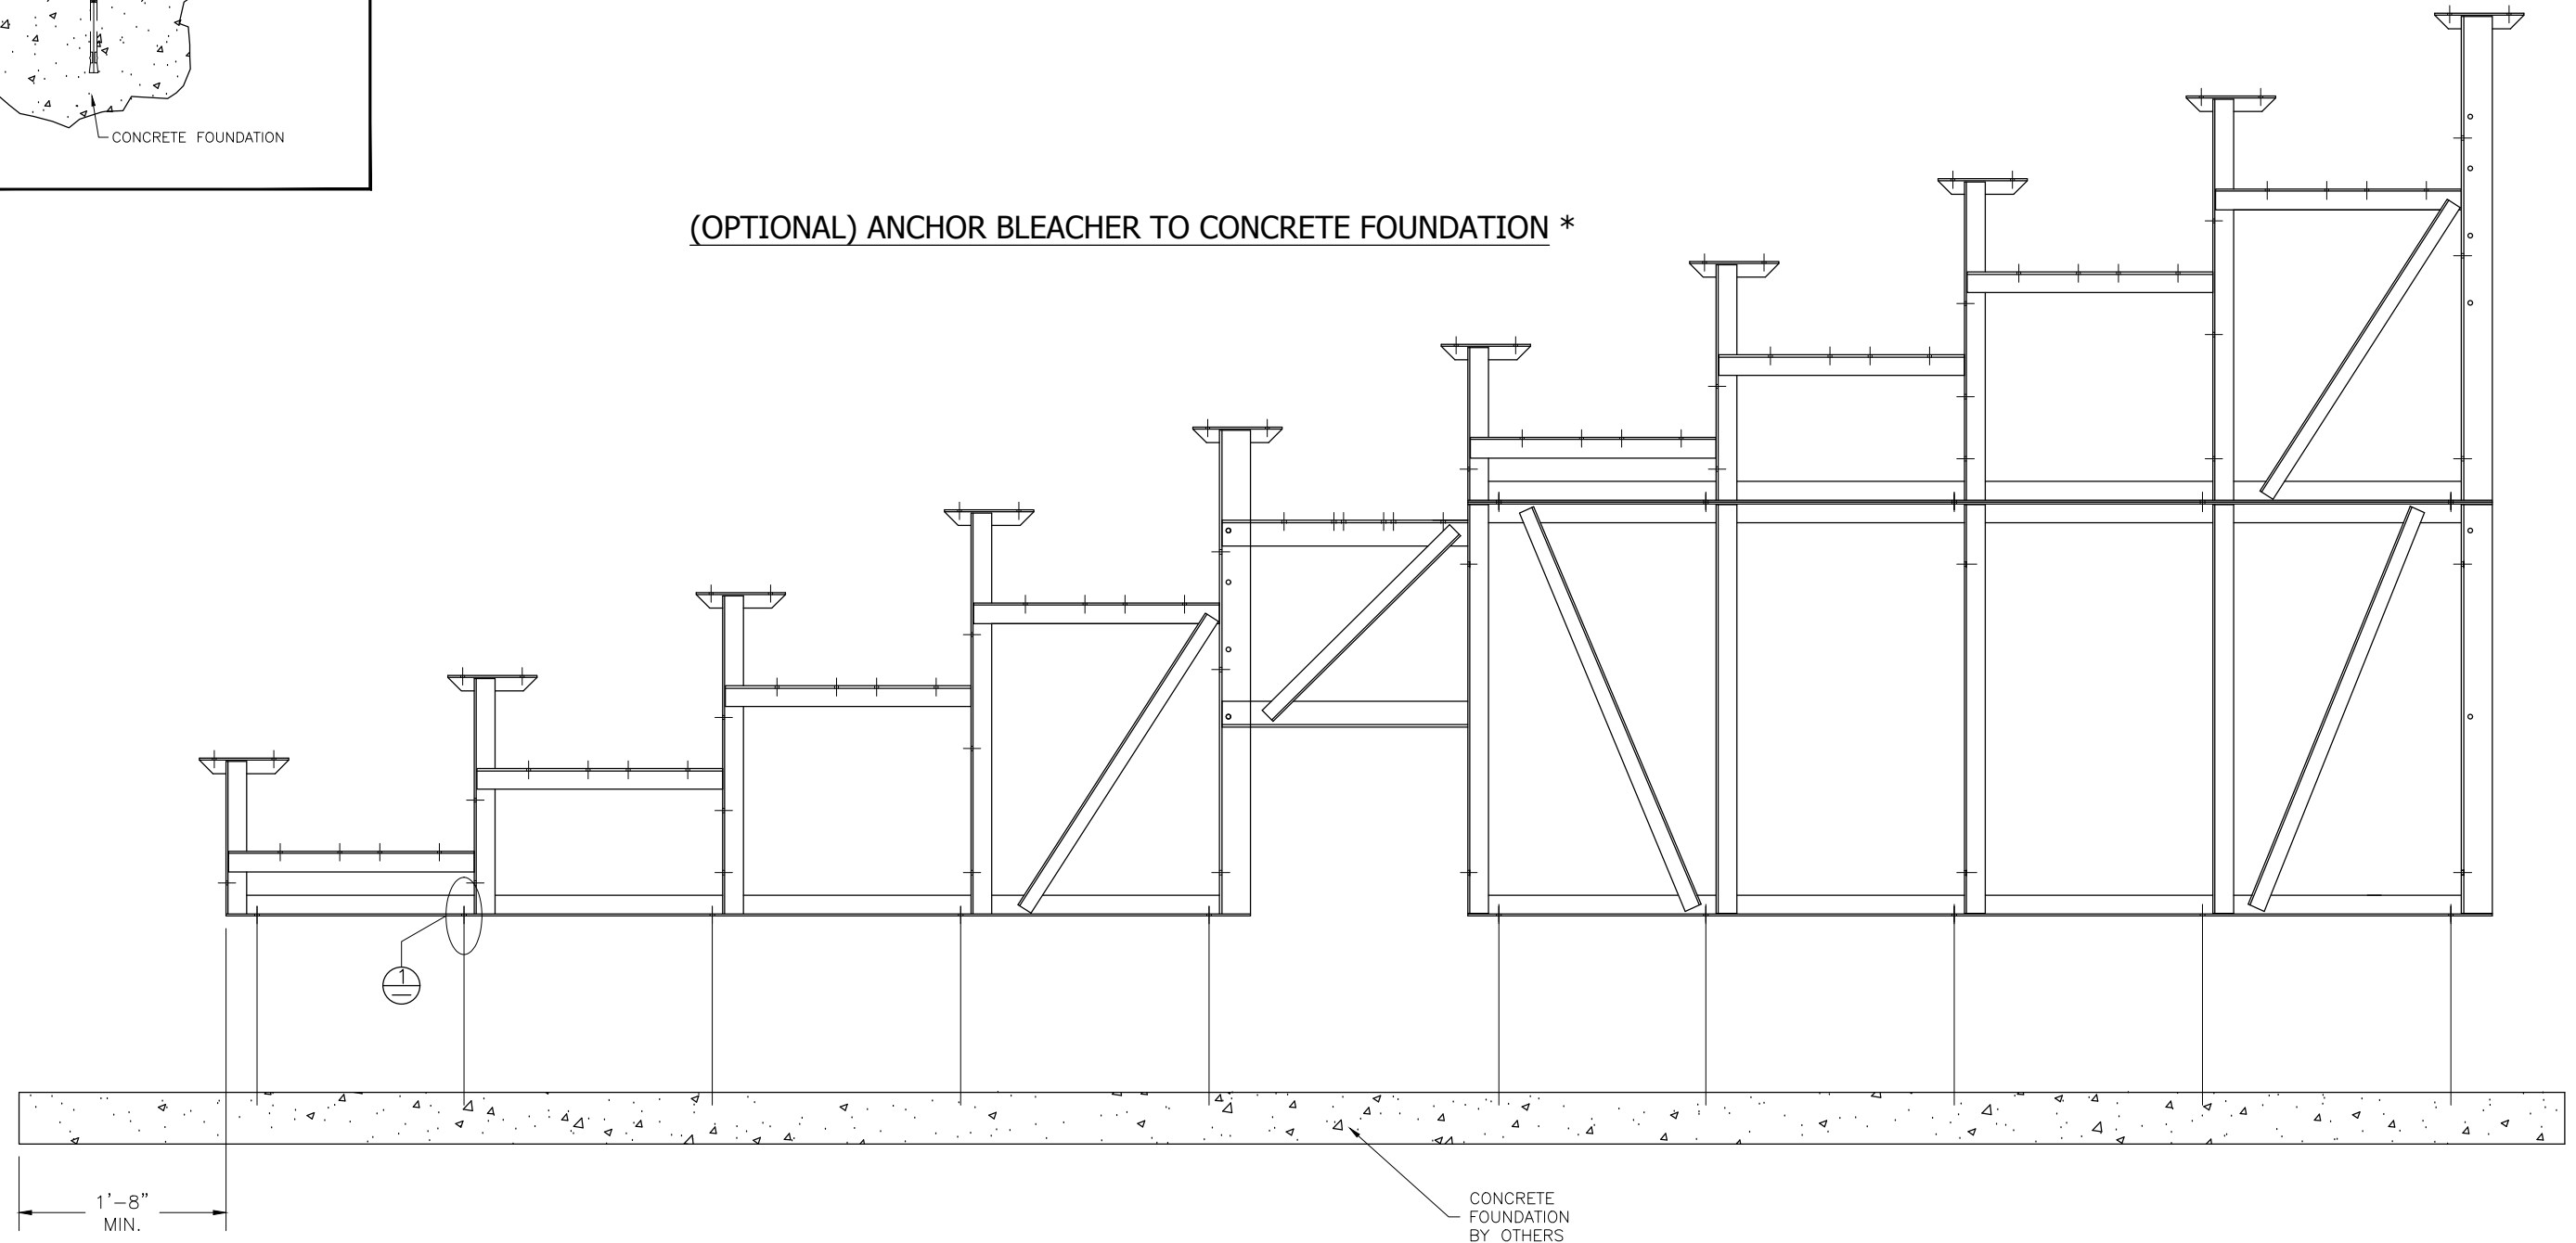 CONCRETE FOUNDATION
(OPTIONAL) ANCHOR BLEACHER TO CONCRETE FOUNDATION *
1
1'-8"
MIN.
CONCRETE
FOUNDATION
BY OTHERS